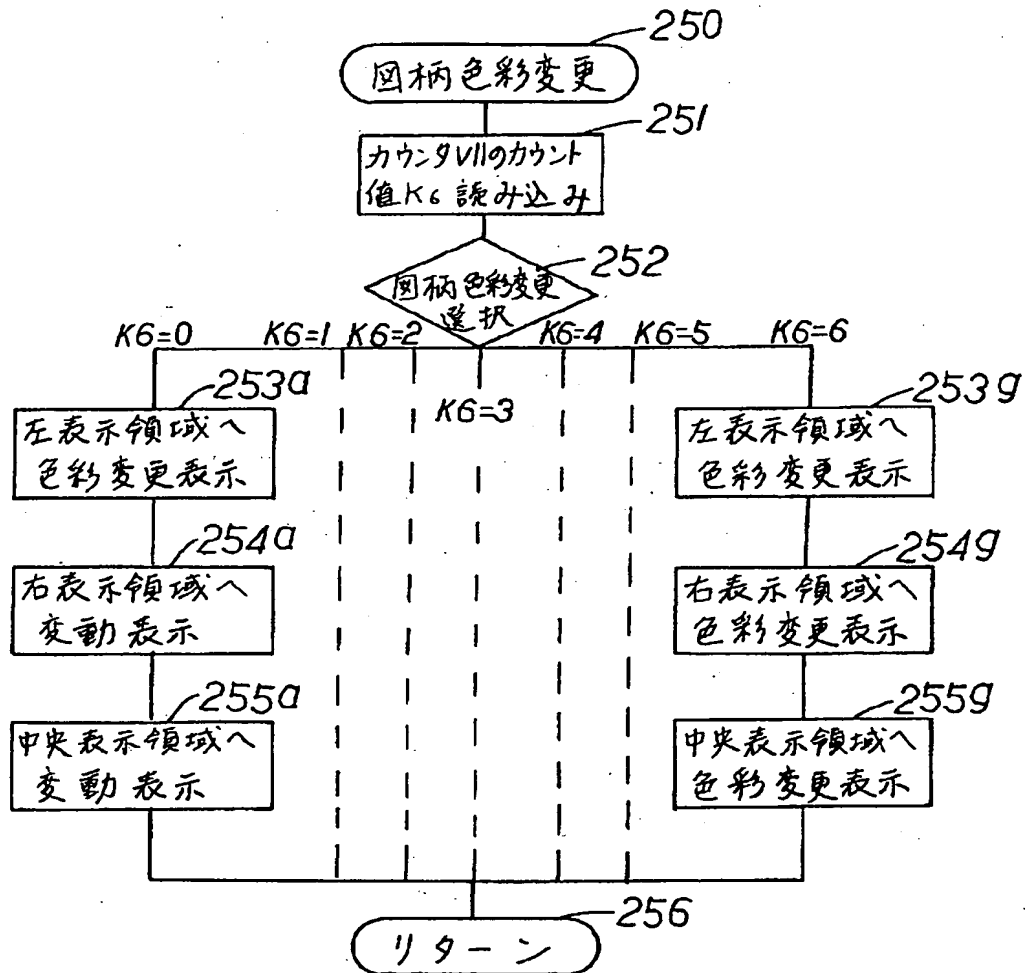 250
図柄色彩変更
251
カウンタVIIのカウント
値K6 読み込み
252
図柄色彩変更
選択
K6=0 K6=1 K6=2 K6=4 K6=5 K6=6
K6=3
253a
左表示領域へ
色彩変更表示
253g
左表示領域へ
色彩変更表示
254a
右表示領域へ
変動表示
254g
右表示領域へ
色彩変更表示
255a
中央表示領域へ
変動表示
255g
中央表示領域へ
色彩変更表示
256
リターン